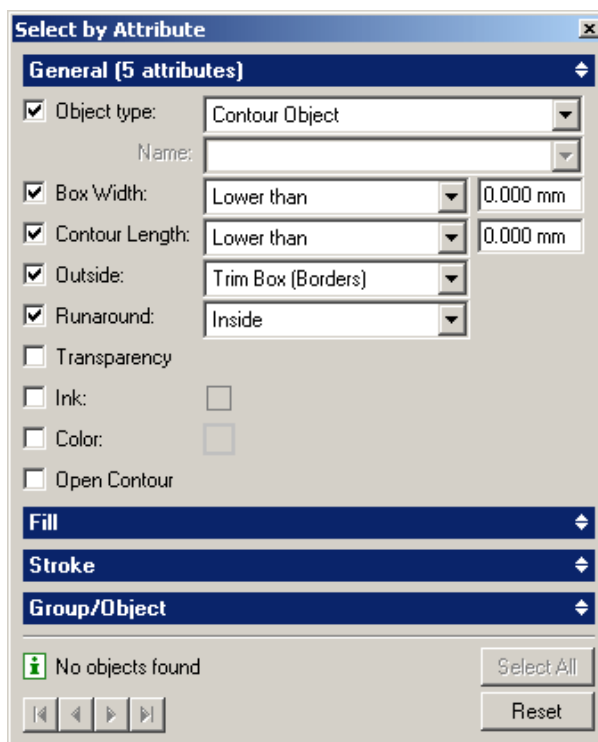 Select by Attribute
General (5 attributes)
Object type: Contour Object
Name:
Box Width: Lower than 0.000 mm
Contour Length: Lower than 0.000 mm
Outside: Trim Box (Borders)
Runaround: Inside
Transparency
Ink:
Color:
Open Contour
Fill
Stroke
Group/Object
No objects found
Select All
Reset